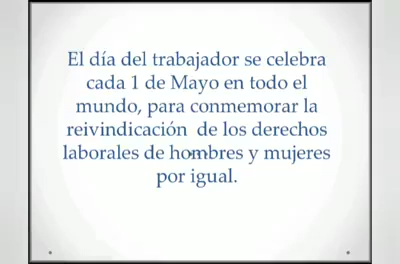 El día del trabajador se celebra
cada 1 de Mayo en todo el
mundo, para conmemorar la
reivindicación de los derechos
laborales de hombres y mujeres
por igual.